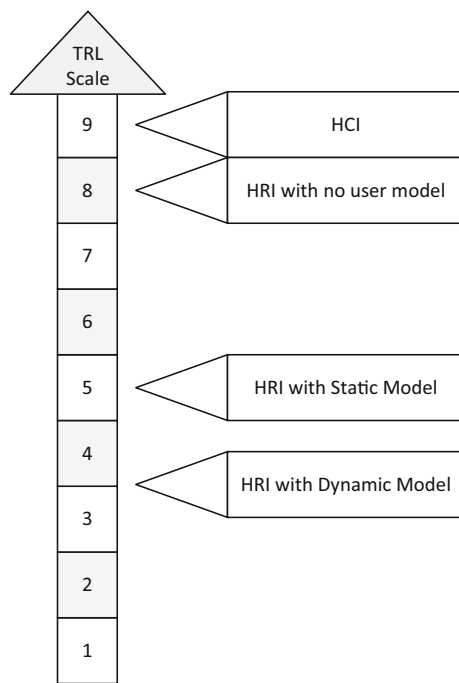 TRL
Scale
9
HCI
8
HRI with no user model
7
6
5
HRI with Static Model
4
HRI with Dynamic Model
3
2
1